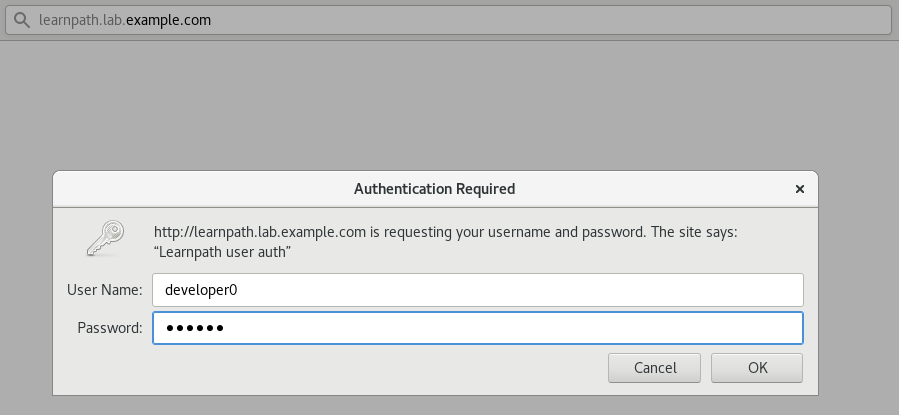 learnpath.lab.example.com
Authentication Required
http://learnpath.lab.example.com is requesting your username and password. The site says:
“Learnpath user auth”
User Name: developer0
Password: ●●●●●●
Cancel OK